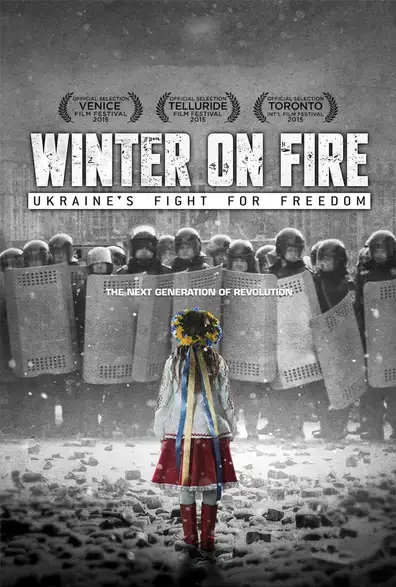 OFFICIAL SELECTION
VENICE
FILM FESTIVAL
2015
OFFICIAL SELECTION
TELLURIDE
FILM FESTIVAL
2015
OFFICIAL SELECTION
TORONTO
INT'L FILM FESTIVAL
2015
WINTER ON FIRE
UKRAINE'S FIGHT FOR FREEDOM
THE NEXT GENERATION OF REVOLUTION